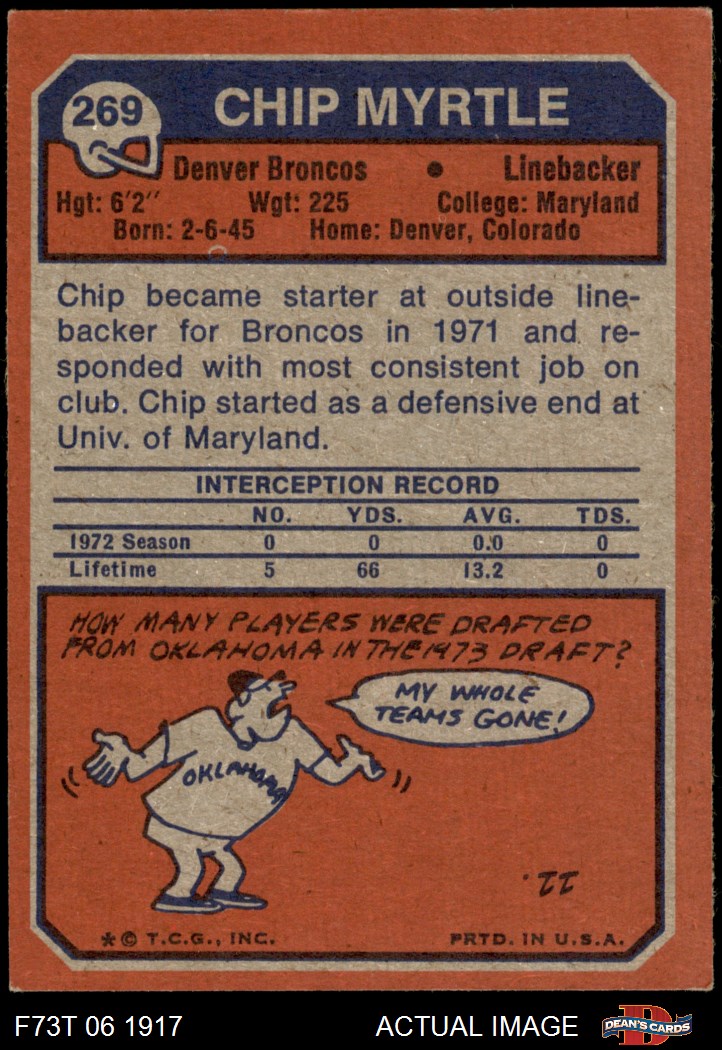 269
CHIP MYRTLE
Denver Broncos • Linebacker
Hgt: 6'2" Wgt: 225 College: Maryland
Born: 2-6-45 Home: Denver, Colorado
Chip became starter at outside line-
backer for Broncos in 1971 and re-
sponded with most consistent job on
club. Chip started as a defensive end at
Univ. of Maryland.
INTERCEPTION RECORD
NO. YDS. AVG. TDS.
1972 Season 0 0 0.0 0
Lifetime 5 66 13.2 0
HOW MANY PLAYERS WERE DRAFTED
FROM OKLAHOMA IN THE 1973 DRAFT?
MY WHOLE
TEAMS GONE!
OKLAHOMA
11.
* © T.C.G., INC. PRTD. IN U.S.A.
F73T 06 1917 ACTUAL IMAGE
D
DEAN'S CARDS